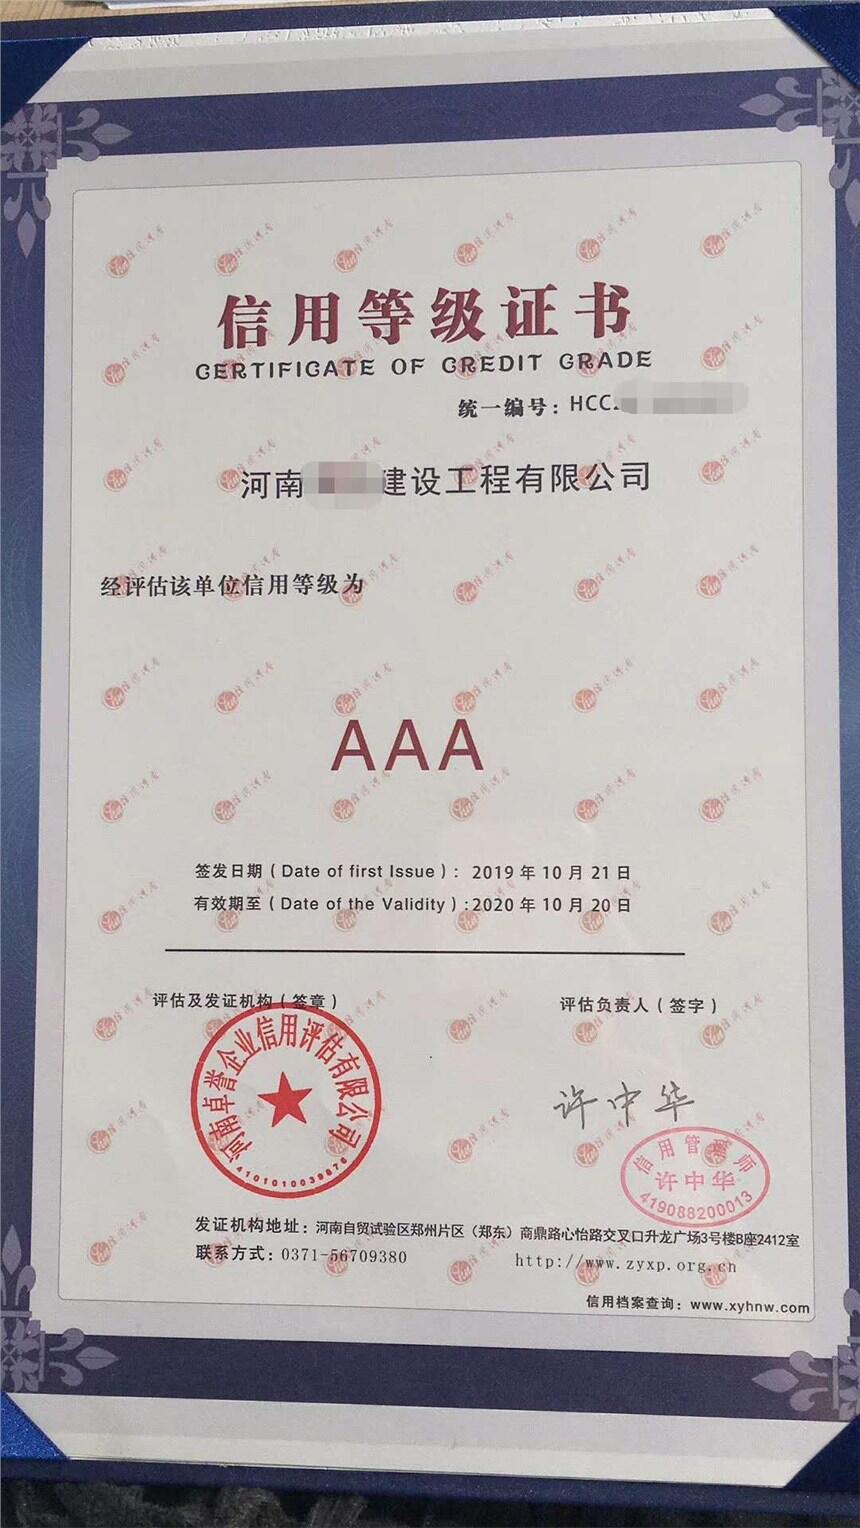 信用等级证书
CERTIFICATE OF CREDIT GRADE
统一编号：HCC
河南 建设工程有限公司
经评估该单位信用等级为
AAA
签发日期（Date of first Issue）：2019年10月21日
有效期至（Date of the Validity）:2020年10月20日
评估及发证机构（签章）
评估负责人（签字）
河南卓誉企业信用评估有限公司
4101010039876
许中华
信用管理师
许中华
419088200013
发证机构地址：河南自贸试验区郑州片区（郑东）商鼎路心怡路交叉口升龙广场3号楼B座2412室
联系方式：0371-56709380
http://www.zyxp.org.cn
信用档案查询：www.xyhnw.com